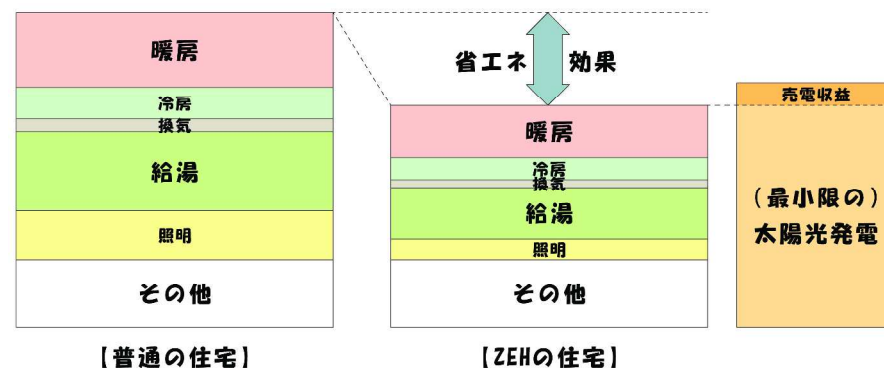 暖房
冷房
換気
給湯
照明
その他
【普通の住宅】
省エネ 効果
暖房
冷房
換気
給湯
照明
その他
【ZEHの住宅】
売電収益
(最小限の)
太陽光発電